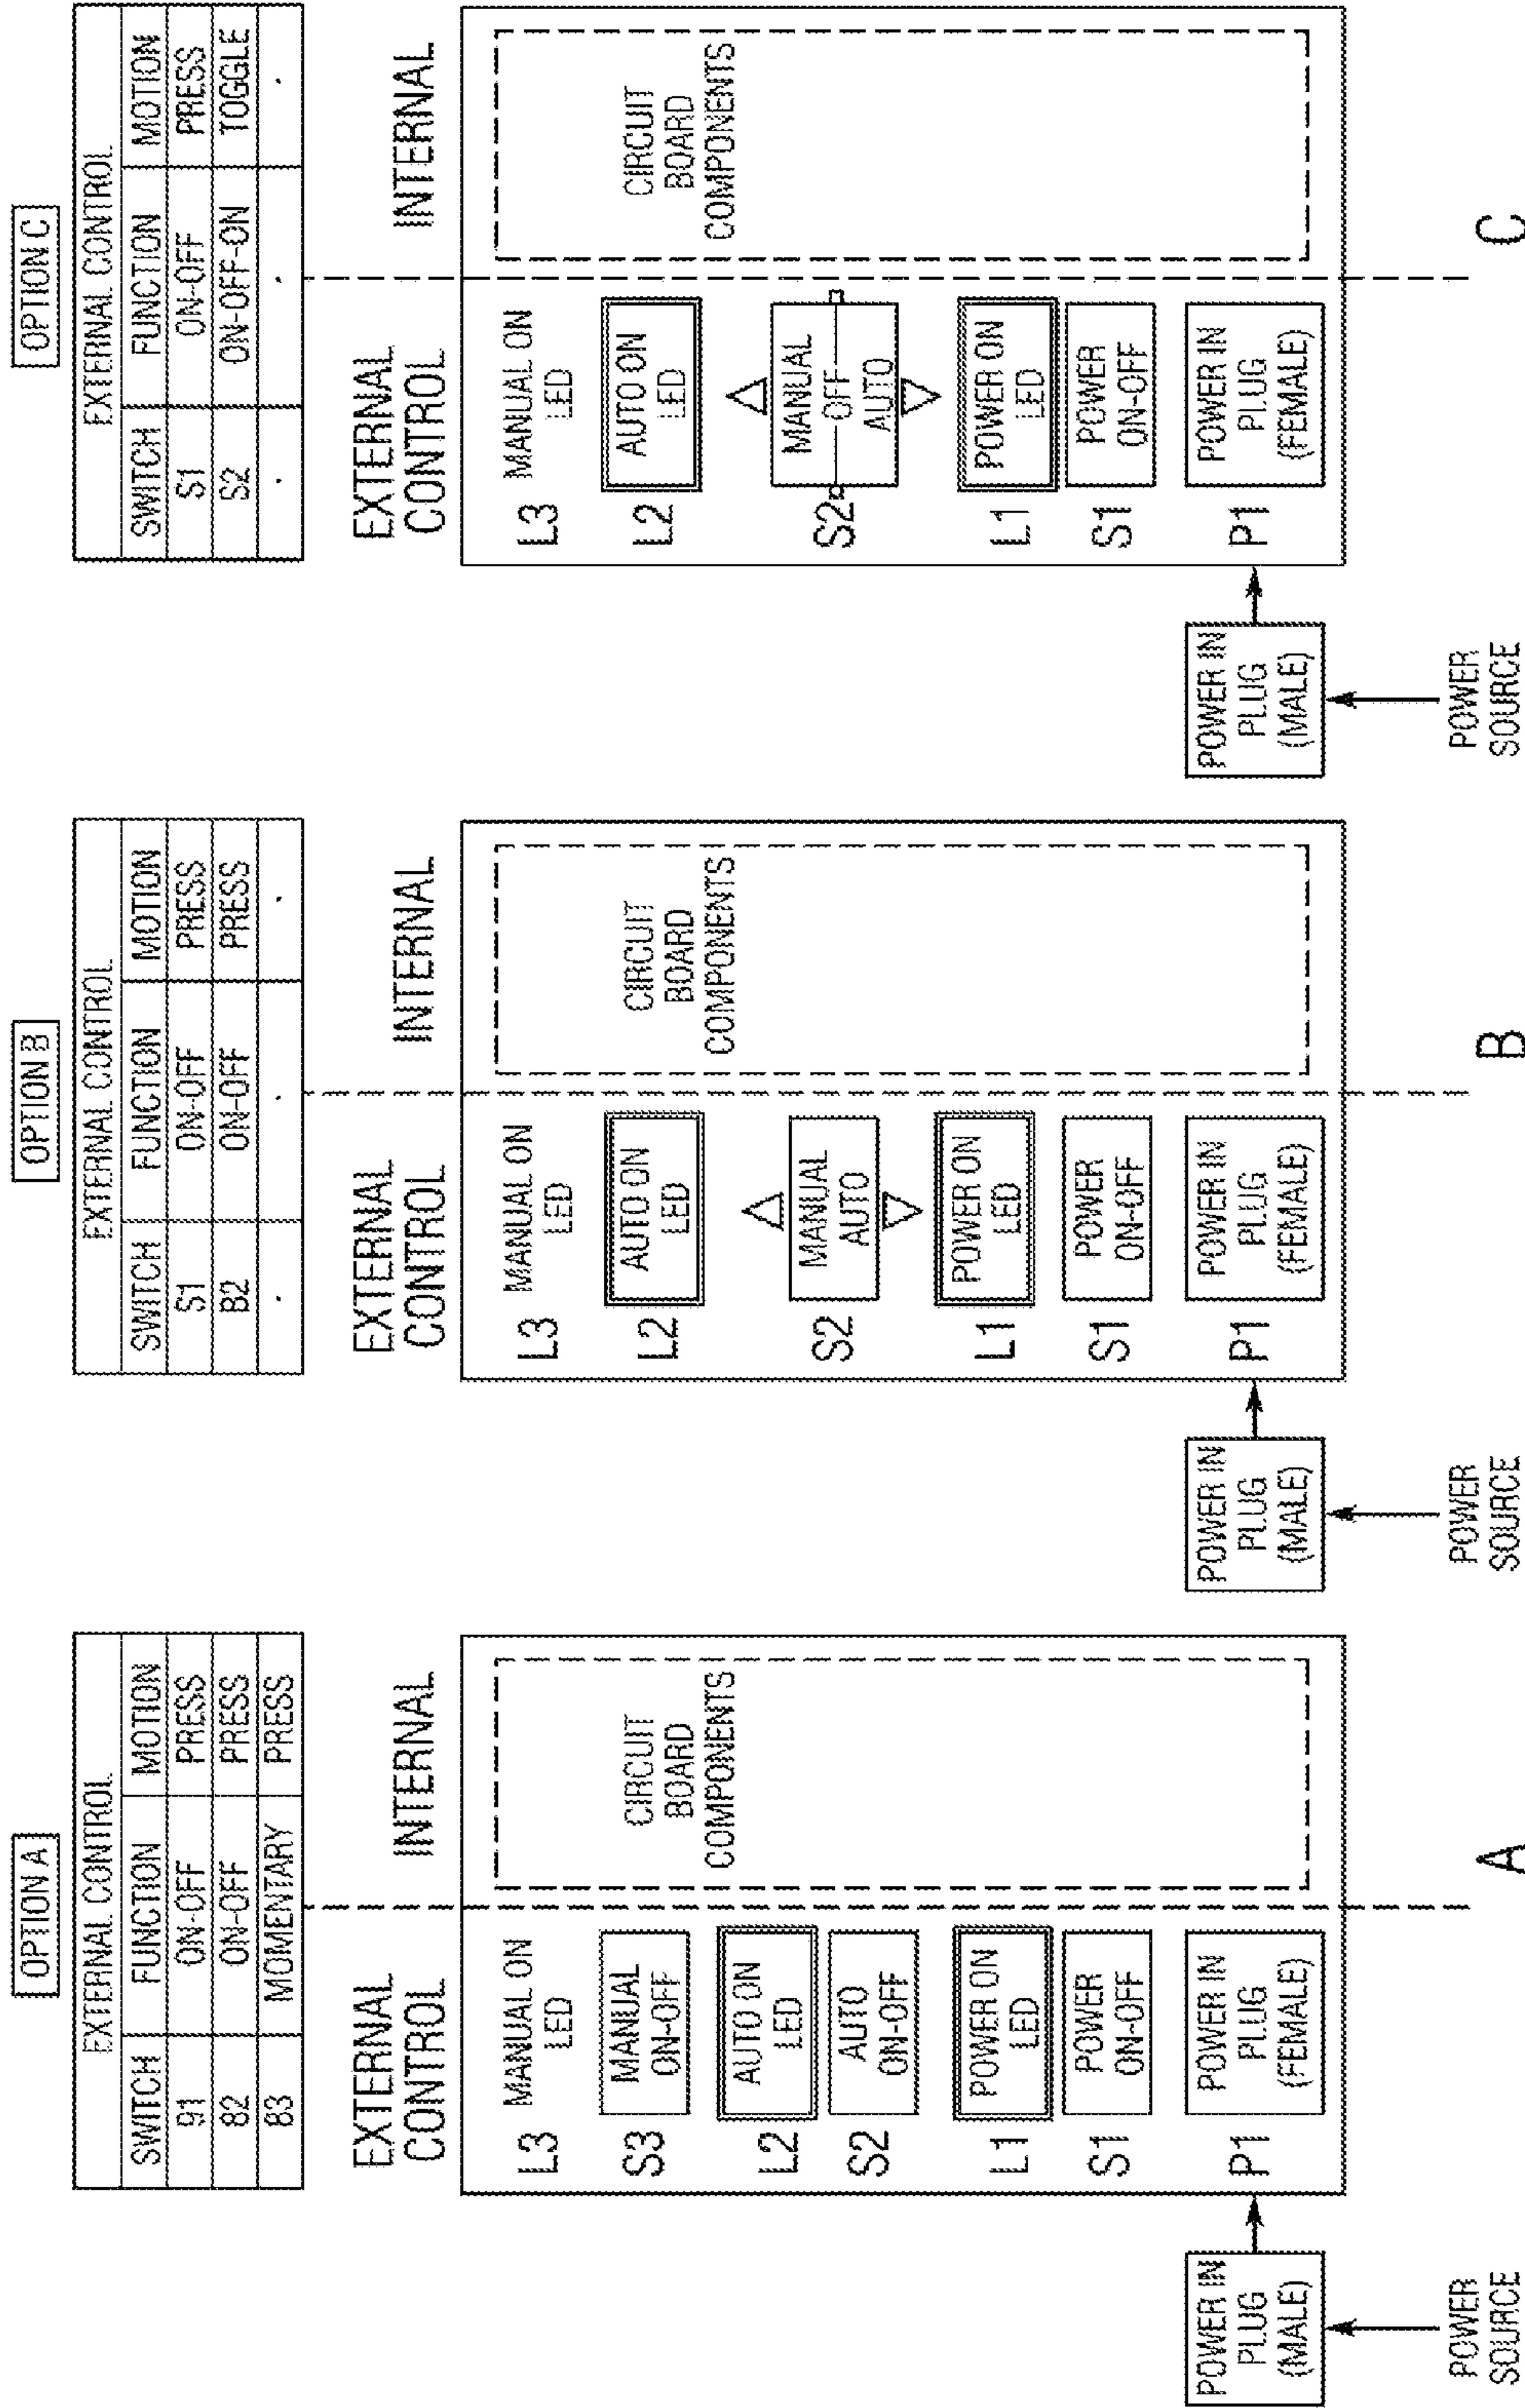 OPTION A
EXTERNAL CONTROL
SWITCH FUNCTION MOTION
91 ON-OFF PRESS
82 ON-OFF PRESS
83 MOMENTARY PRESS
EXTERNAL
CONTROL
INTERNAL
L3 MANUAL ON
LED
S3 MANUAL
ON-OFF
L2 AUTO ON
LED
S2 AUTO
ON-OFF
L1 POWER ON
LED
S1 POWER
ON-OFF
P1 POWER IN
PLUG
(FEMALE)
CIRCUIT
BOARD
COMPONENTS
POWER IN
PLUG
(MALE)
POWER
SOURCE
A
OPTION B
EXTERNAL CONTROL
SWITCH FUNCTION MOTION
S1 ON-OFF PRESS
B2 ON-OFF PRESS
. . .
EXTERNAL
CONTROL
INTERNAL
L3 MANUAL ON
LED
L2 AUTO ON
LED
S2 MANUAL
AUTO
L1 POWER ON
LED
S1 POWER
ON-OFF
P1 POWER IN
PLUG
(FEMALE)
CIRCUIT
BOARD
COMPONENTS
POWER IN
PLUG
(MALE)
POWER
SOURCE
B
OPTION C
EXTERNAL CONTROL
SWITCH FUNCTION MOTION
S1 ON-OFF PRESS
S2 ON-OFF-ON TOGGLE
. . .
EXTERNAL
CONTROL
INTERNAL
L3 MANUAL ON
LED
L2 AUTO ON
LED
S2 MANUAL
OFF
AUTO
L1 POWER ON
LED
S1 POWER
ON-OFF
P1 POWER IN
PLUG
(FEMALE)
CIRCUIT
BOARD
COMPONENTS
POWER IN
PLUG
(MALE)
POWER
SOURCE
C